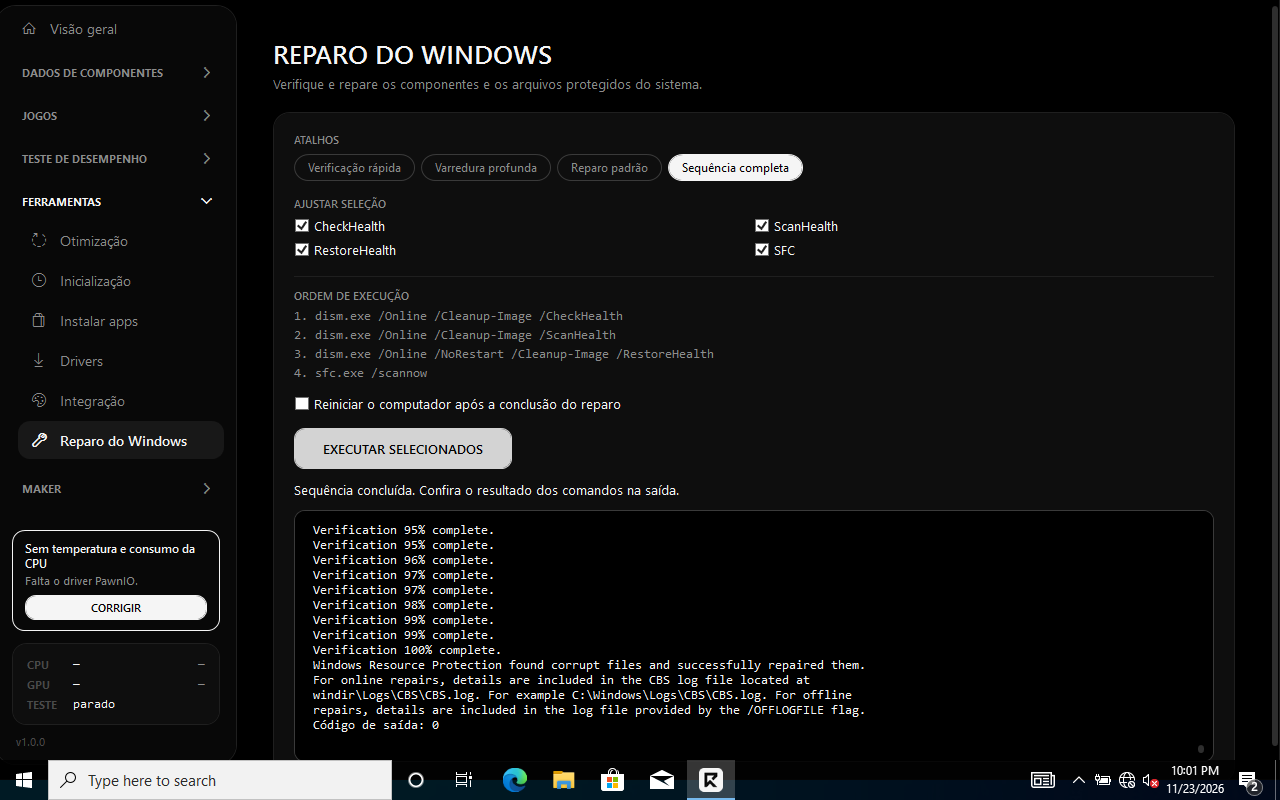 Visão geral
DADOS DE COMPONENTES
JOGOS
TESTE DE DESEMPENHO
FERRAMENTAS
Otimização
Inicialização
Instalar apps
Drivers
Integração
Reparo do Windows
MAKER
Sem temperatura e consumo da
CPU
Falta o driver PawnIO.
CORRIGIR
CPU – –
GPU – –
TESTE parado
v1.0.0
REPARO DO WINDOWS
Verifique e repare os componentes e os arquivos protegidos do sistema.
ATALHOS
Verificação rápida Varredura profunda Reparo padrão Sequência completa
AJUSTAR SELEÇÃO
CheckHealth ScanHealth
RestoreHealth SFC
ORDEM DE EXECUÇÃO
1. dism.exe /Online /Cleanup-Image /CheckHealth
2. dism.exe /Online /Cleanup-Image /ScanHealth
3. dism.exe /Online /NoRestart /Cleanup-Image /RestoreHealth
4. sfc.exe /scannow
Reiniciar o computador após a conclusão do reparo
EXECUTAR SELECIONADOS
Sequência concluída. Confira o resultado dos comandos na saída.
Verification 95% complete.
Verification 95% complete.
Verification 96% complete.
Verification 97% complete.
Verification 97% complete.
Verification 98% complete.
Verification 99% complete.
Verification 99% complete.
Verification 100% complete.
Windows Resource Protection found corrupt files and successfully repaired them.
For online repairs, details are included in the CBS log file located at
windir\Logs\CBS\CBS.log. For example C:\Windows\Logs\CBS\CBS.log. For offline
repairs, details are included in the log file provided by the /OFFLOGFILE flag.
Código de saída: 0
Type here to search
10:01 PM
11/23/2026
2